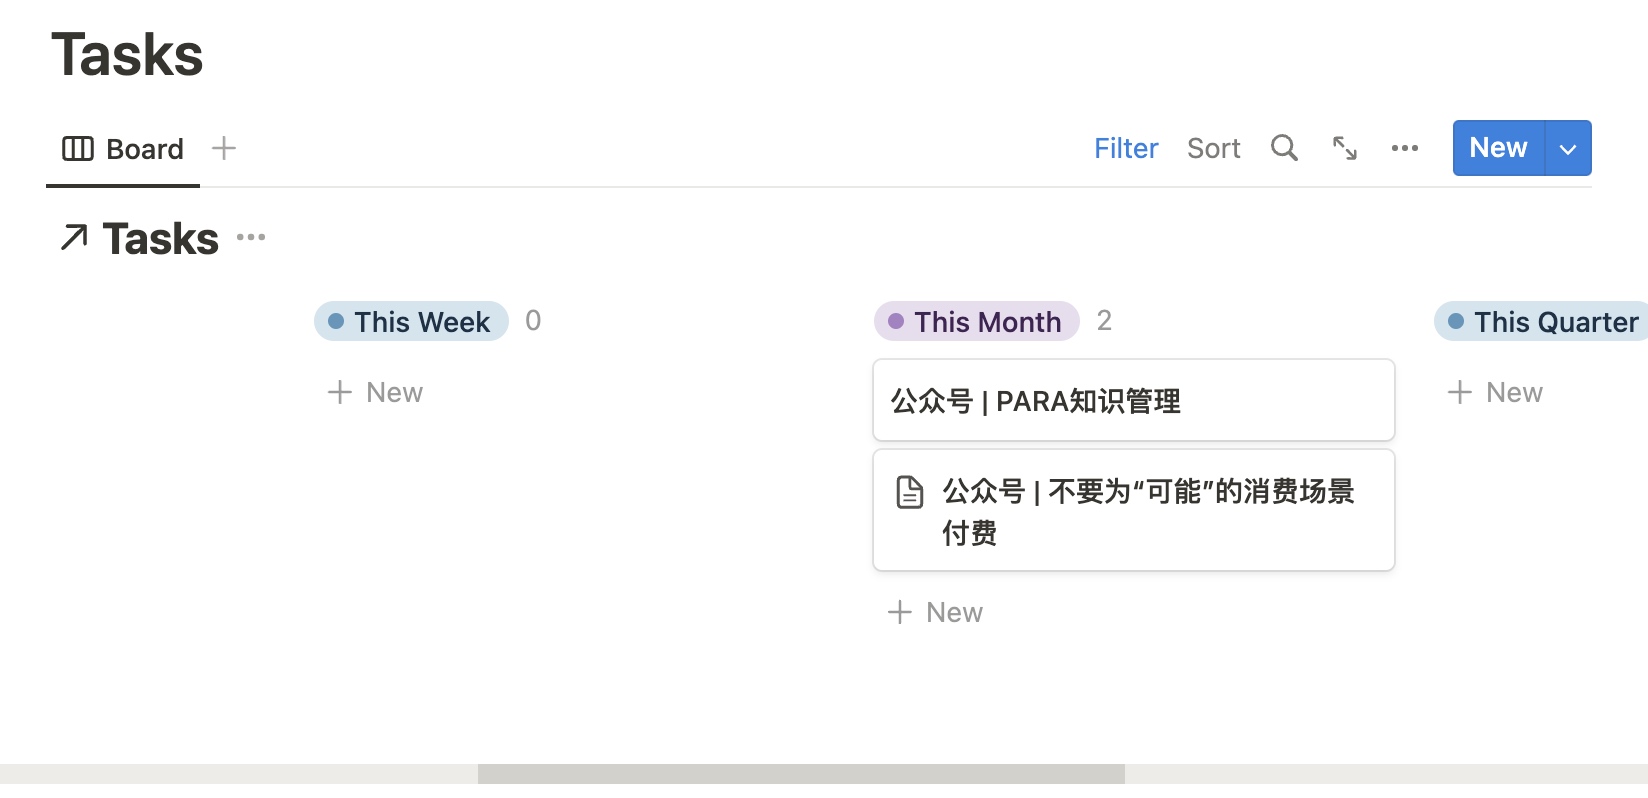 Tasks
Board
Filter Sort New
Tasks
This Week 0
This Month 2
This Quarter
New
公众号 | PARA知识管理
New
公众号 | 不要为“可能”的消费场景
付费
New